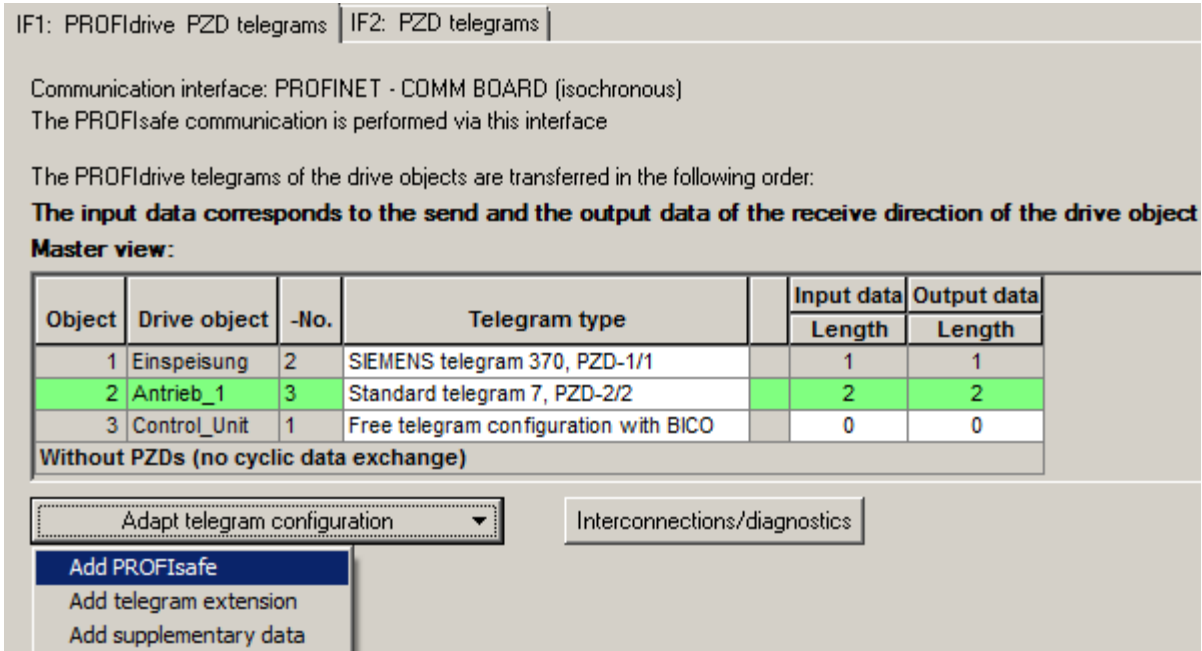 IF1: PROFIdrive PZD telegrams IF2: PZD telegrams
Communication interface: PROFINET - COMM BOARD (isochronous)
The PROFIsafe communication is performed via this interface
The PROFIdrive telegrams of the drive objects are transferred in the following order:
The input data corresponds to the send and the output data of the receive direction of the drive object
Master view:
Object Drive object -No. Telegram type Input data Output data
Length Length
1 Einspeisung 2 SIEMENS telegram 370, PZD-1/1 1 1
2 Antrieb_1 3 Standard telegram 7, PZD-2/2 2 2
3 Control_Unit 1 Free telegram configuration with BICO 0 0
Without PZDs (no cyclic data exchange)
Adapt telegram configuration Interconnections/diagnostics
Add PROFIsafe
Add telegram extension
Add supplementary data